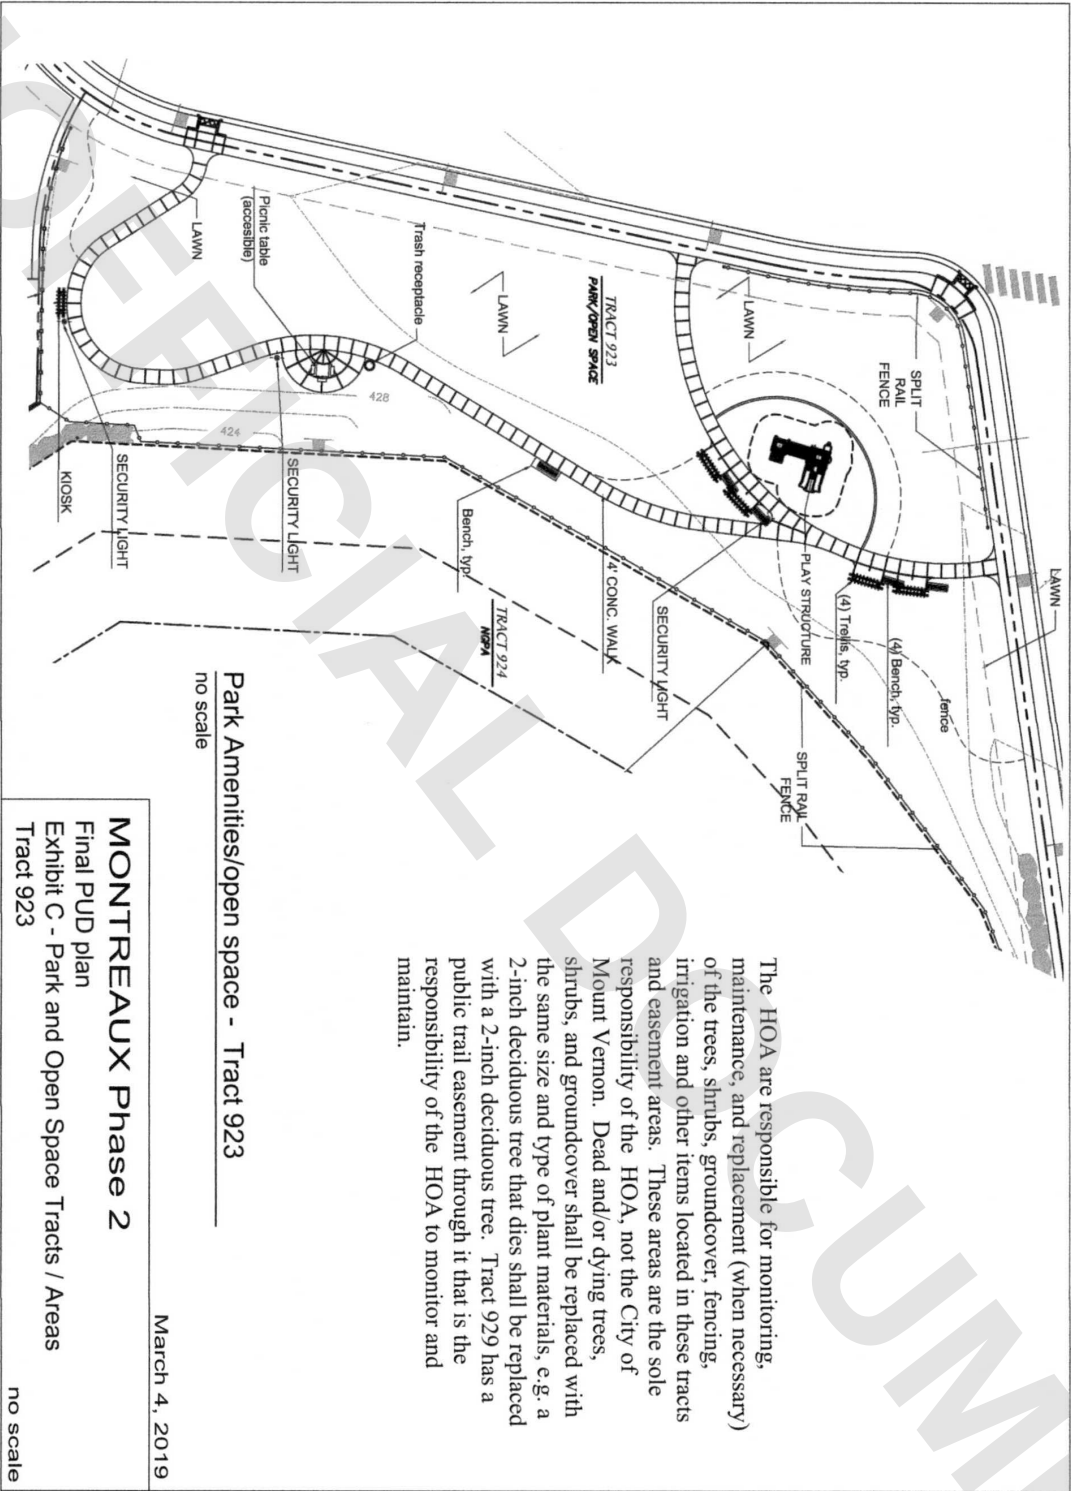 LAWN
SPLIT
RAIL
FENCE
LAWN
TRACT 923
PARK/OPEN SPACE
LAWN
Trash receptacle
Picnic table
(accesible)
LAWN
fence
(4) Bench, typ.
(4) Trellis, typ.
PLAY STRUCTURE
SPLIT RAIL
FENCE
SECURITY LIGHT
4' CONC. WALK
TRACT 924
NGPA
Bench, typ.
428
424
SECURITY LIGHT
SECURITY LIGHT
KIOSK
The HOA are responsible for monitoring,
maintenance, and replacement (when necessary)
of the trees, shrubs, groundcover, fencing,
irrigation and other items located in these tracts
and easement areas. These areas are the sole
responsibility of the HOA, not the City of
Mount Vernon. Dead and/or dying trees,
shrubs, and groundcover shall be replaced with
the same size and type of plant materials, e.g. a
2-inch deciduous tree that dies shall be replaced
with a 2-inch deciduous tree. Tract 929 has a
public trail easement through it that is the
responsibility of the HOA to monitor and
maintain.
Park Amenities/open space - Tract 923
no scale
March 4, 2019
MONTREAUX Phase 2
Final PUD plan
Exhibit C - Park and Open Space Tracts / Areas
Tract 923
no scale
OFFICIAL DOCUM